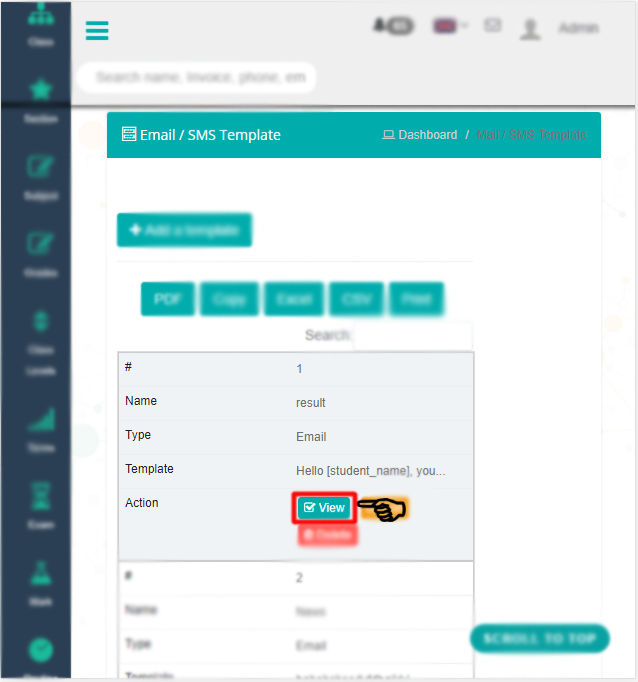 Class
Admin
Search name, Invoice, phone, em
Section
Email / SMS Template
Dashboard / Mail / SMS Template
Subject
Add a template
Grades
PDF Copy Excel CSV Print
Search:
Class
Levels
# 1
Name result
Type Email
Template Hello [student_name], you...
Action View
Delete
Exam
# 2
Mark
Name News
Type Email
SCROLL TO TOP
Template